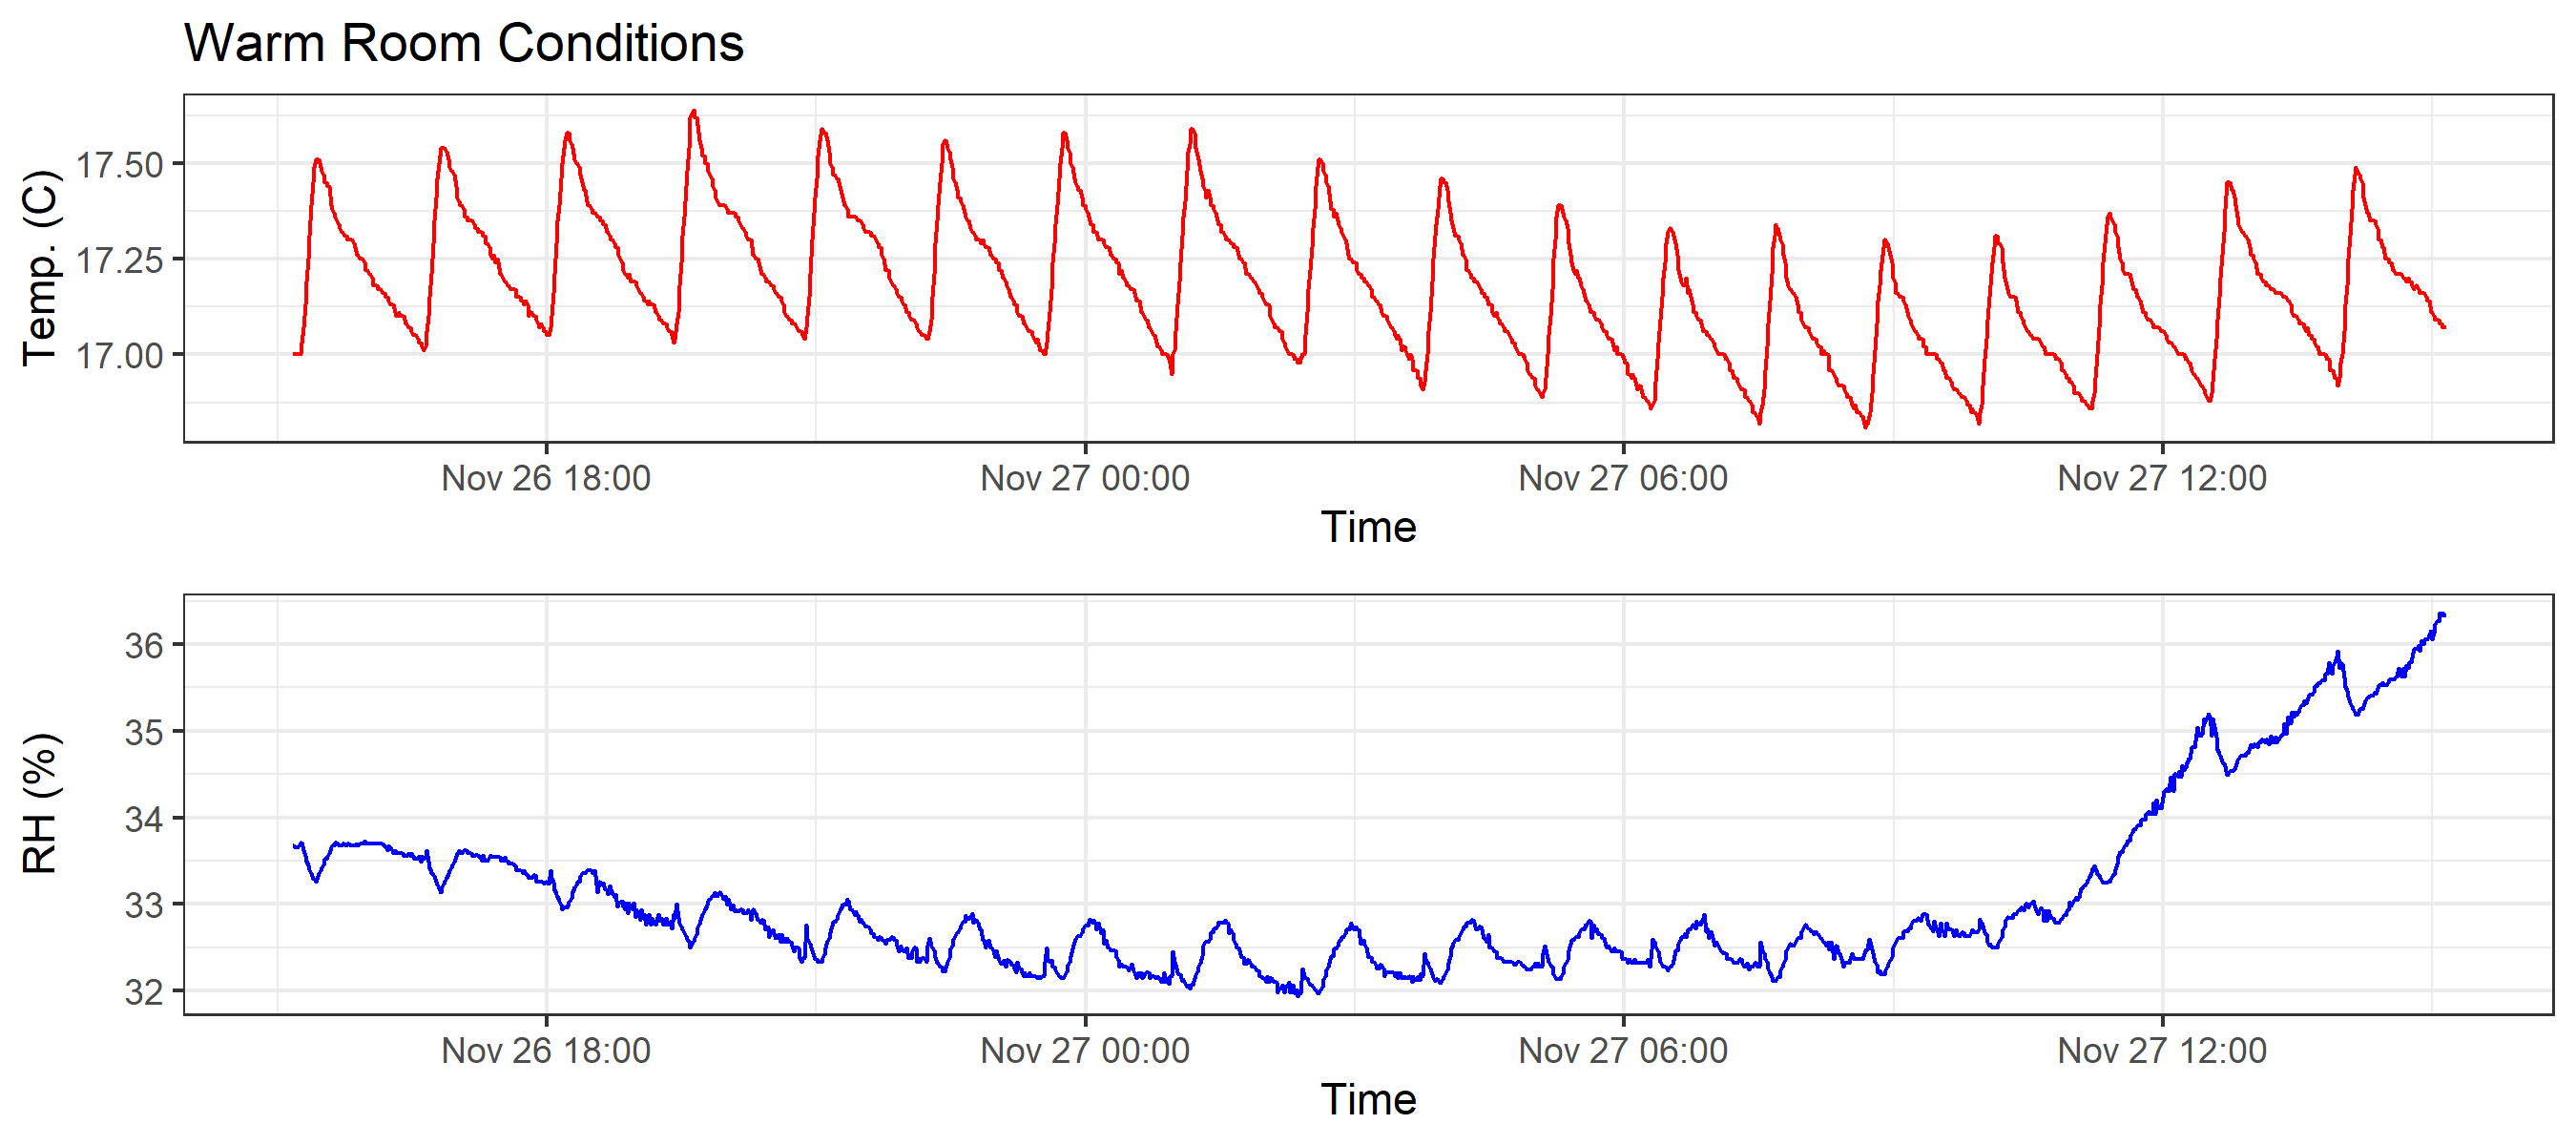 Warm Room Conditions
Temp. (C)
17.50
17.25
17.00
Nov 26 18:00 Nov 27 00:00 Nov 27 06:00 Nov 27 12:00
Time
RH (%)
36
35
34
33
32
Nov 26 18:00 Nov 27 00:00 Nov 27 06:00 Nov 27 12:00
Time